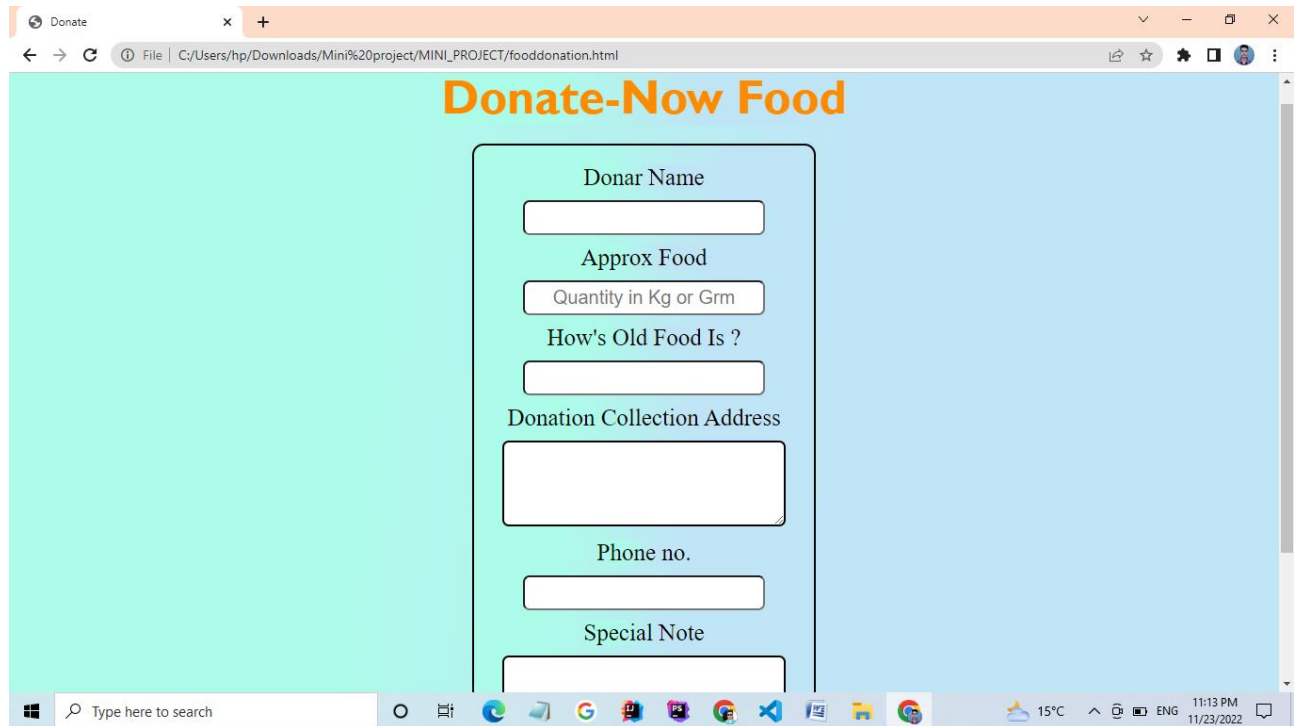 Donate
File | C:/Users/hp/Downloads/Mini%20project/MINI_PROJECT/fooddonation.html
Donate-Now Food
Donar Name
Approx Food
Quantity in Kg or Grm
How's Old Food Is ?
Donation Collection Address
Phone no.
Special Note
Type here to search
15°C
ENG
11:13 PM
11/23/2022